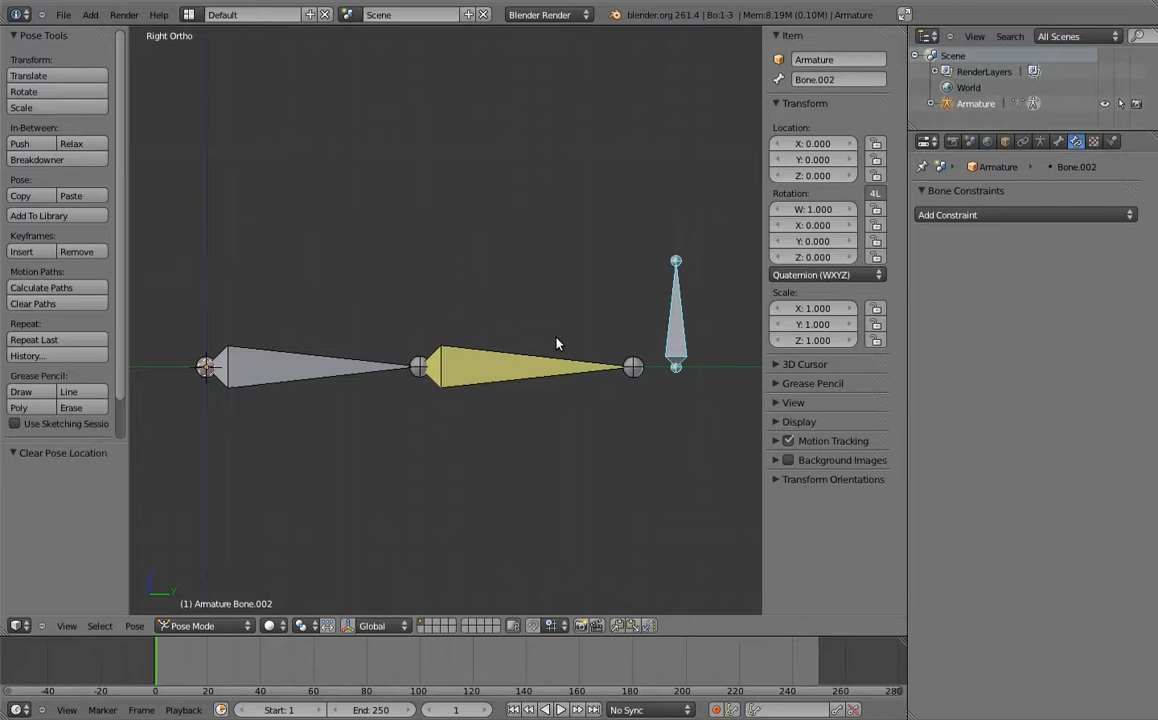 File Add Render Help Default Scene Blender Render blender.org 261.4 | Bo:1-3 | Mem:8.19M (0.10M) | Armature
Pose Tools
Transform:
Translate
Rotate
Scale
In-Between:
Push Relax
Breakdowner
Pose:
Copy Paste
Add To Library
Keyframes:
Insert Remove
Motion Paths:
Calculate Paths
Clear Paths
Repeat:
Repeat Last
History...
Grease Pencil:
Draw Line
Poly Erase
Use Sketching Sessio
Clear Pose Location
Right Ortho
Y
(1) Armature Bone.002
Item
Armature
Bone.002
Transform
Location:
X: 0.000
Y: 0.000
Z: 0.000
Rotation: 4L
W: 1.000
X: 0.000
Y: 0.000
Z: 0.000
Quaternion (WXYZ)
Scale:
X: 1.000
Y: 1.000
Z: 1.000
3D Cursor
Grease Pencil
View
Display
Motion Tracking
Background Images
Transform Orientations
View Search All Scenes
Scene
RenderLayers
World
Armature
Armature Bone.002
Bone Constraints
Add Constraint
View Select Pose Pose Mode Global
-40 -20 0 20 40 60 80 100 120 140 160 180 200 220 240 260 280
View Marker Frame Playback Start: 1 End: 250 1 No Sync